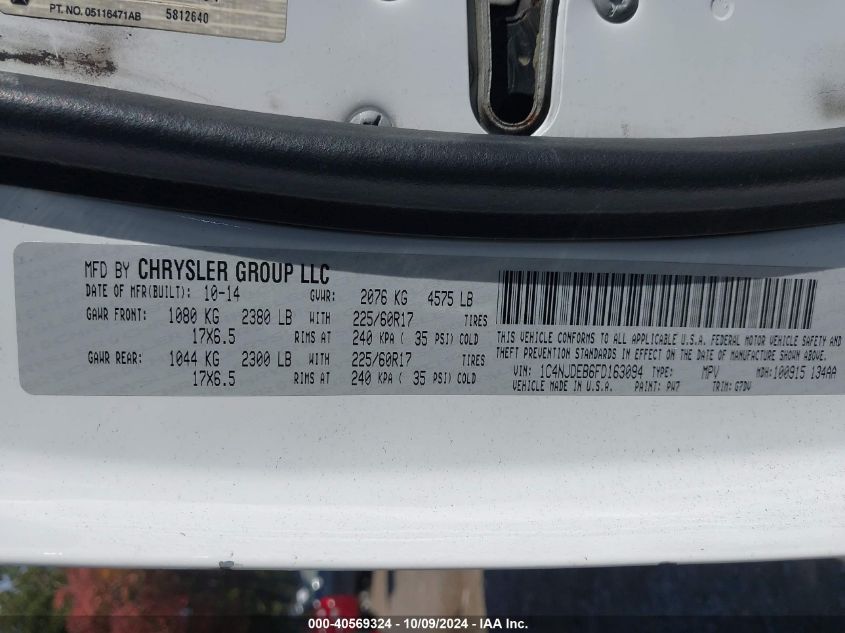 PT. NO. 05116471AB 5812640
MFD BY CHRYSLER GROUP LLC
DATE OF MFR(BUILT): 10-14 GVWR: 2076 KG 4575 LB
GAWR FRONT: 1080 KG 2380 LB WITH 225/60R17 TIRES
17X6.5 RIMS AT 240 KPA ( 35 PSI) COLD
GAWR REAR: 1044 KG 2300 LB WITH 225/60R17 TIRES
17X6.5 RIMS AT 240 KPA ( 35 PSI) COLD
THIS VEHICLE CONFORMS TO ALL APPLICABLE U.S.A. FEDERAL MOTOR VEHICLE SAFETY AND
THEFT PREVENTION STANDARDS IN EFFECT ON THE DATE OF MANUFACTURE SHOWN ABOVE.
VIN: 1C4NJDEB6FD163094 TYPE: MPV MDH: 100915 134AA
VEHICLE MADE IN U.S.A. PAINT: PW7 TRIM: G7DV
000-40569324 - 10/09/2024 - IAA Inc.